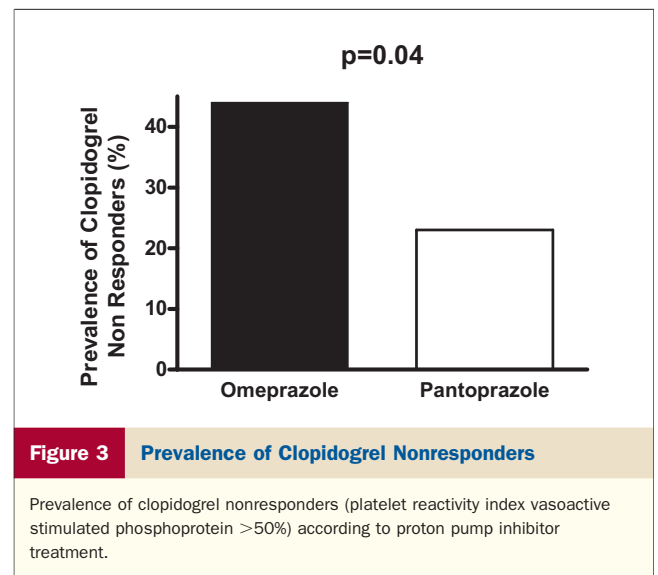 p=0.04
Prevalence of Clopidogrel
Non Responders (%)
40
30
20
10
0
Omeprazole Pantoprazole
Figure 3 Prevalence of Clopidogrel Nonresponders
Prevalence of clopidogrel nonresponders (platelet reactivity index vasoactive
stimulated phosphoprotein >50%) according to proton pump inhibitor
treatment.